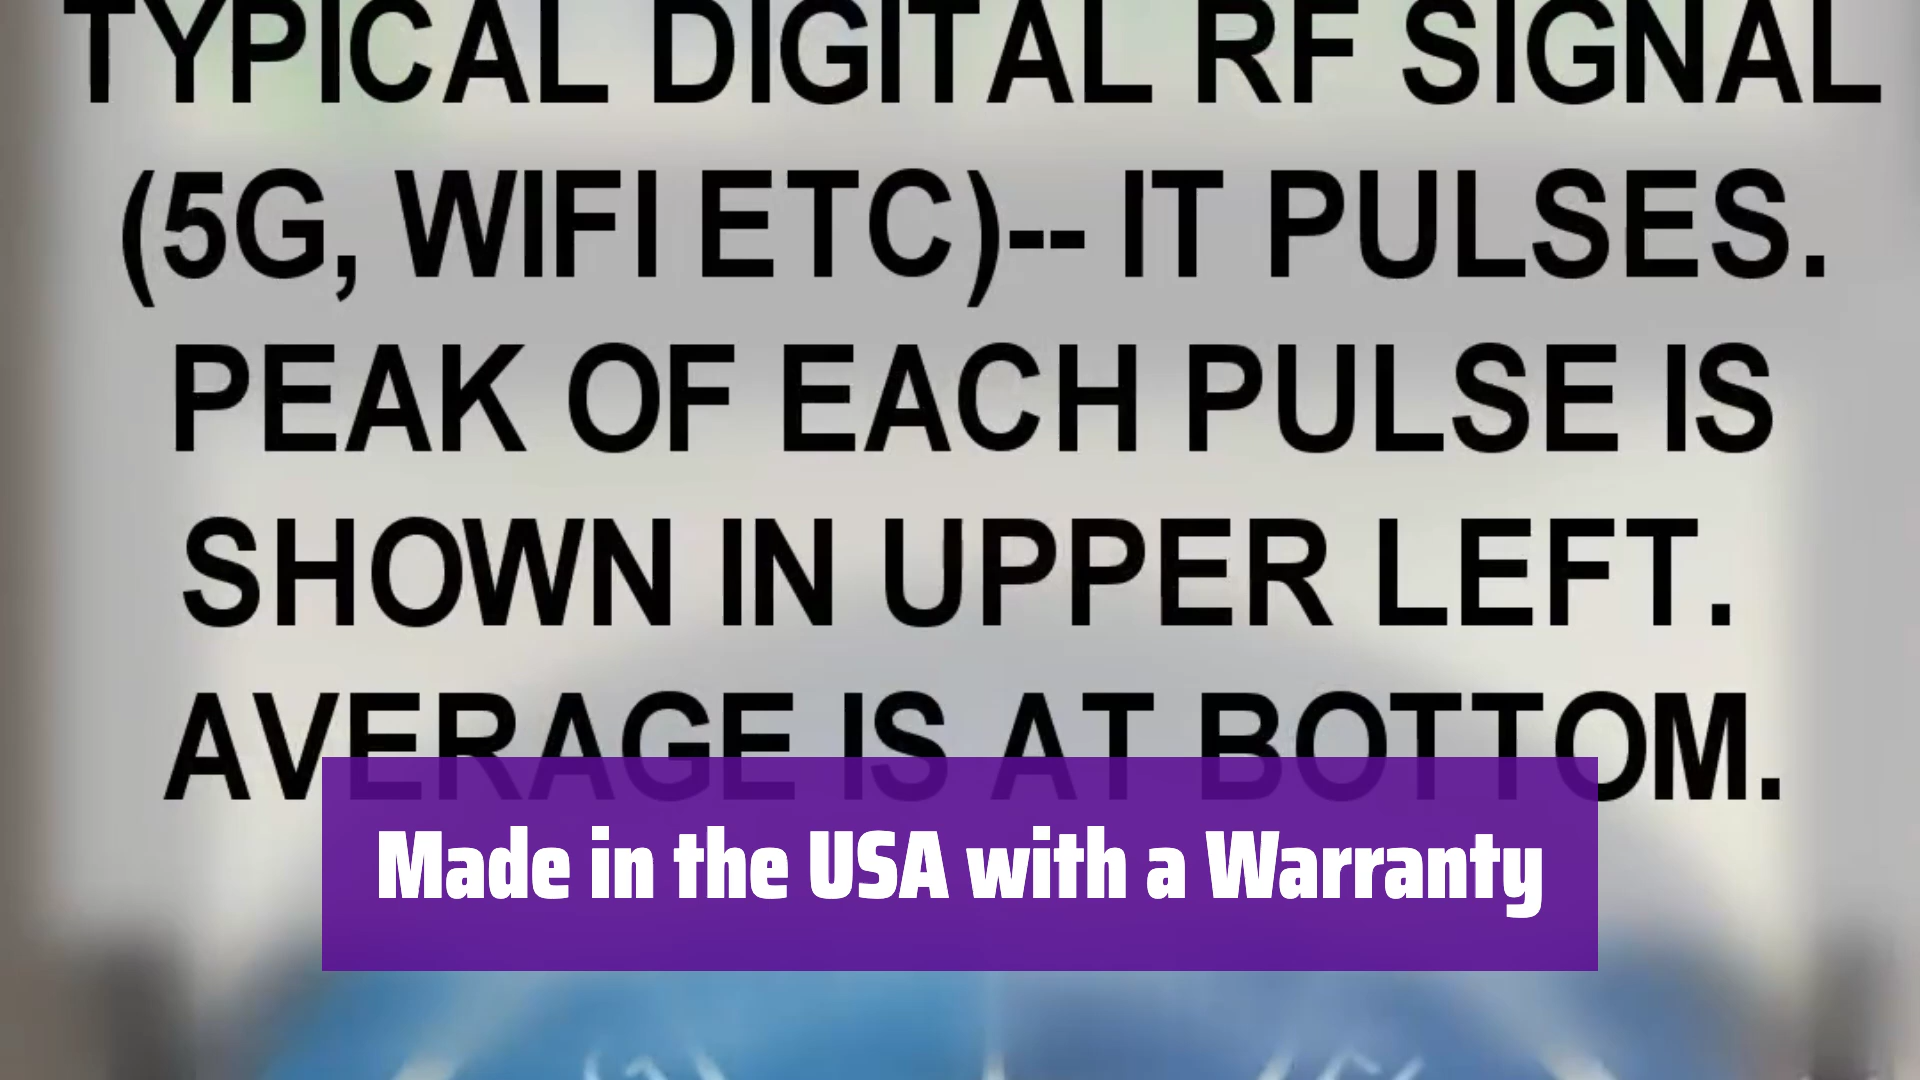 TYPICAL DIGITAL RF SIGNAL
(5G, WIFI ETC)-- IT PULSES.
PEAK OF EACH PULSE IS
SHOWN IN UPPER LEFT.
AVERAGE IS AT BOTTOM.
Made in the USA with a Warranty